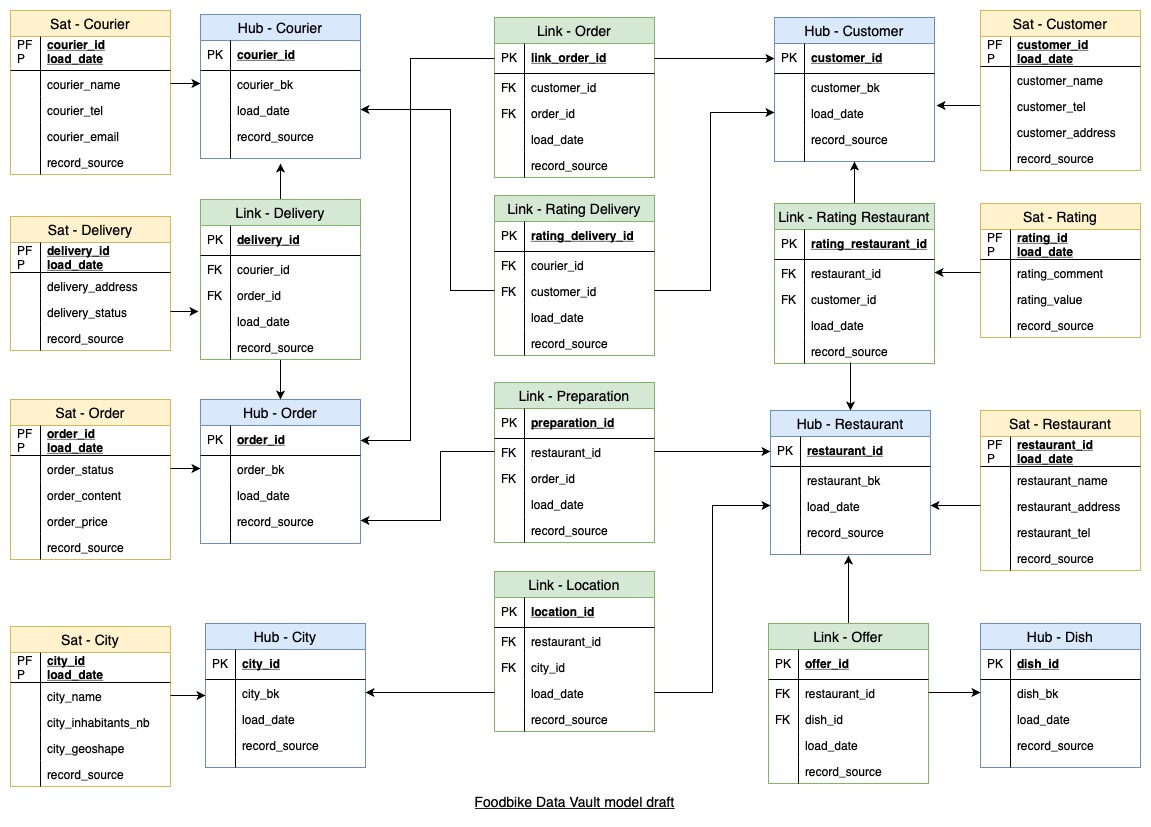 Sat - Courier
PF courier_id
P load_date
courier_name
courier_tel
courier_email
record_source
Hub - Courier
PK courier_id
courier_bk
load_date
record_source
Link - Order
PK link_order_id
FK customer_id
FK order_id
load_date
record_source
Hub - Customer
PK customer_id
customer_bk
load_date
record_source
Sat - Customer
PF customer_id
P load_date
customer_name
customer_tel
customer_address
record_source
Sat - Delivery
PF delivery_id
P load_date
delivery_address
delivery_status
record_source
Link - Delivery
PK delivery_id
FK courier_id
FK order_id
load_date
record_source
Link - Rating Delivery
PK rating_delivery_id
FK courier_id
FK customer_id
load_date
record_source
Link - Rating Restaurant
PK rating_restaurant_id
FK restaurant_id
FK customer_id
load_date
record_source
Sat - Rating
PF rating_id
P load_date
rating_comment
rating_value
record_source
Sat - Order
PF order_id
P load_date
order_status
order_content
order_price
record_source
Hub - Order
PK order_id
order_bk
load_date
record_source
Link - Preparation
PK preparation_id
FK restaurant_id
FK order_id
load_date
record_source
Hub - Restaurant
PK restaurant_id
restaurant_bk
load_date
record_source
Sat - Restaurant
PF restaurant_id
P load_date
restaurant_name
restaurant_address
restaurant_tel
record_source
Sat - City
PF city_id
P load_date
city_name
city_inhabitants_nb
city_geoshape
record_source
Hub - City
PK city_id
city_bk
load_date
record_source
Link - Location
PK location_id
FK restaurant_id
FK city_id
load_date
record_source
Link - Offer
PK offer_id
FK restaurant_id
FK dish_id
load_date
record_source
Hub - Dish
PK dish_id
dish_bk
load_date
record_source
Foodbike Data Vault model draft